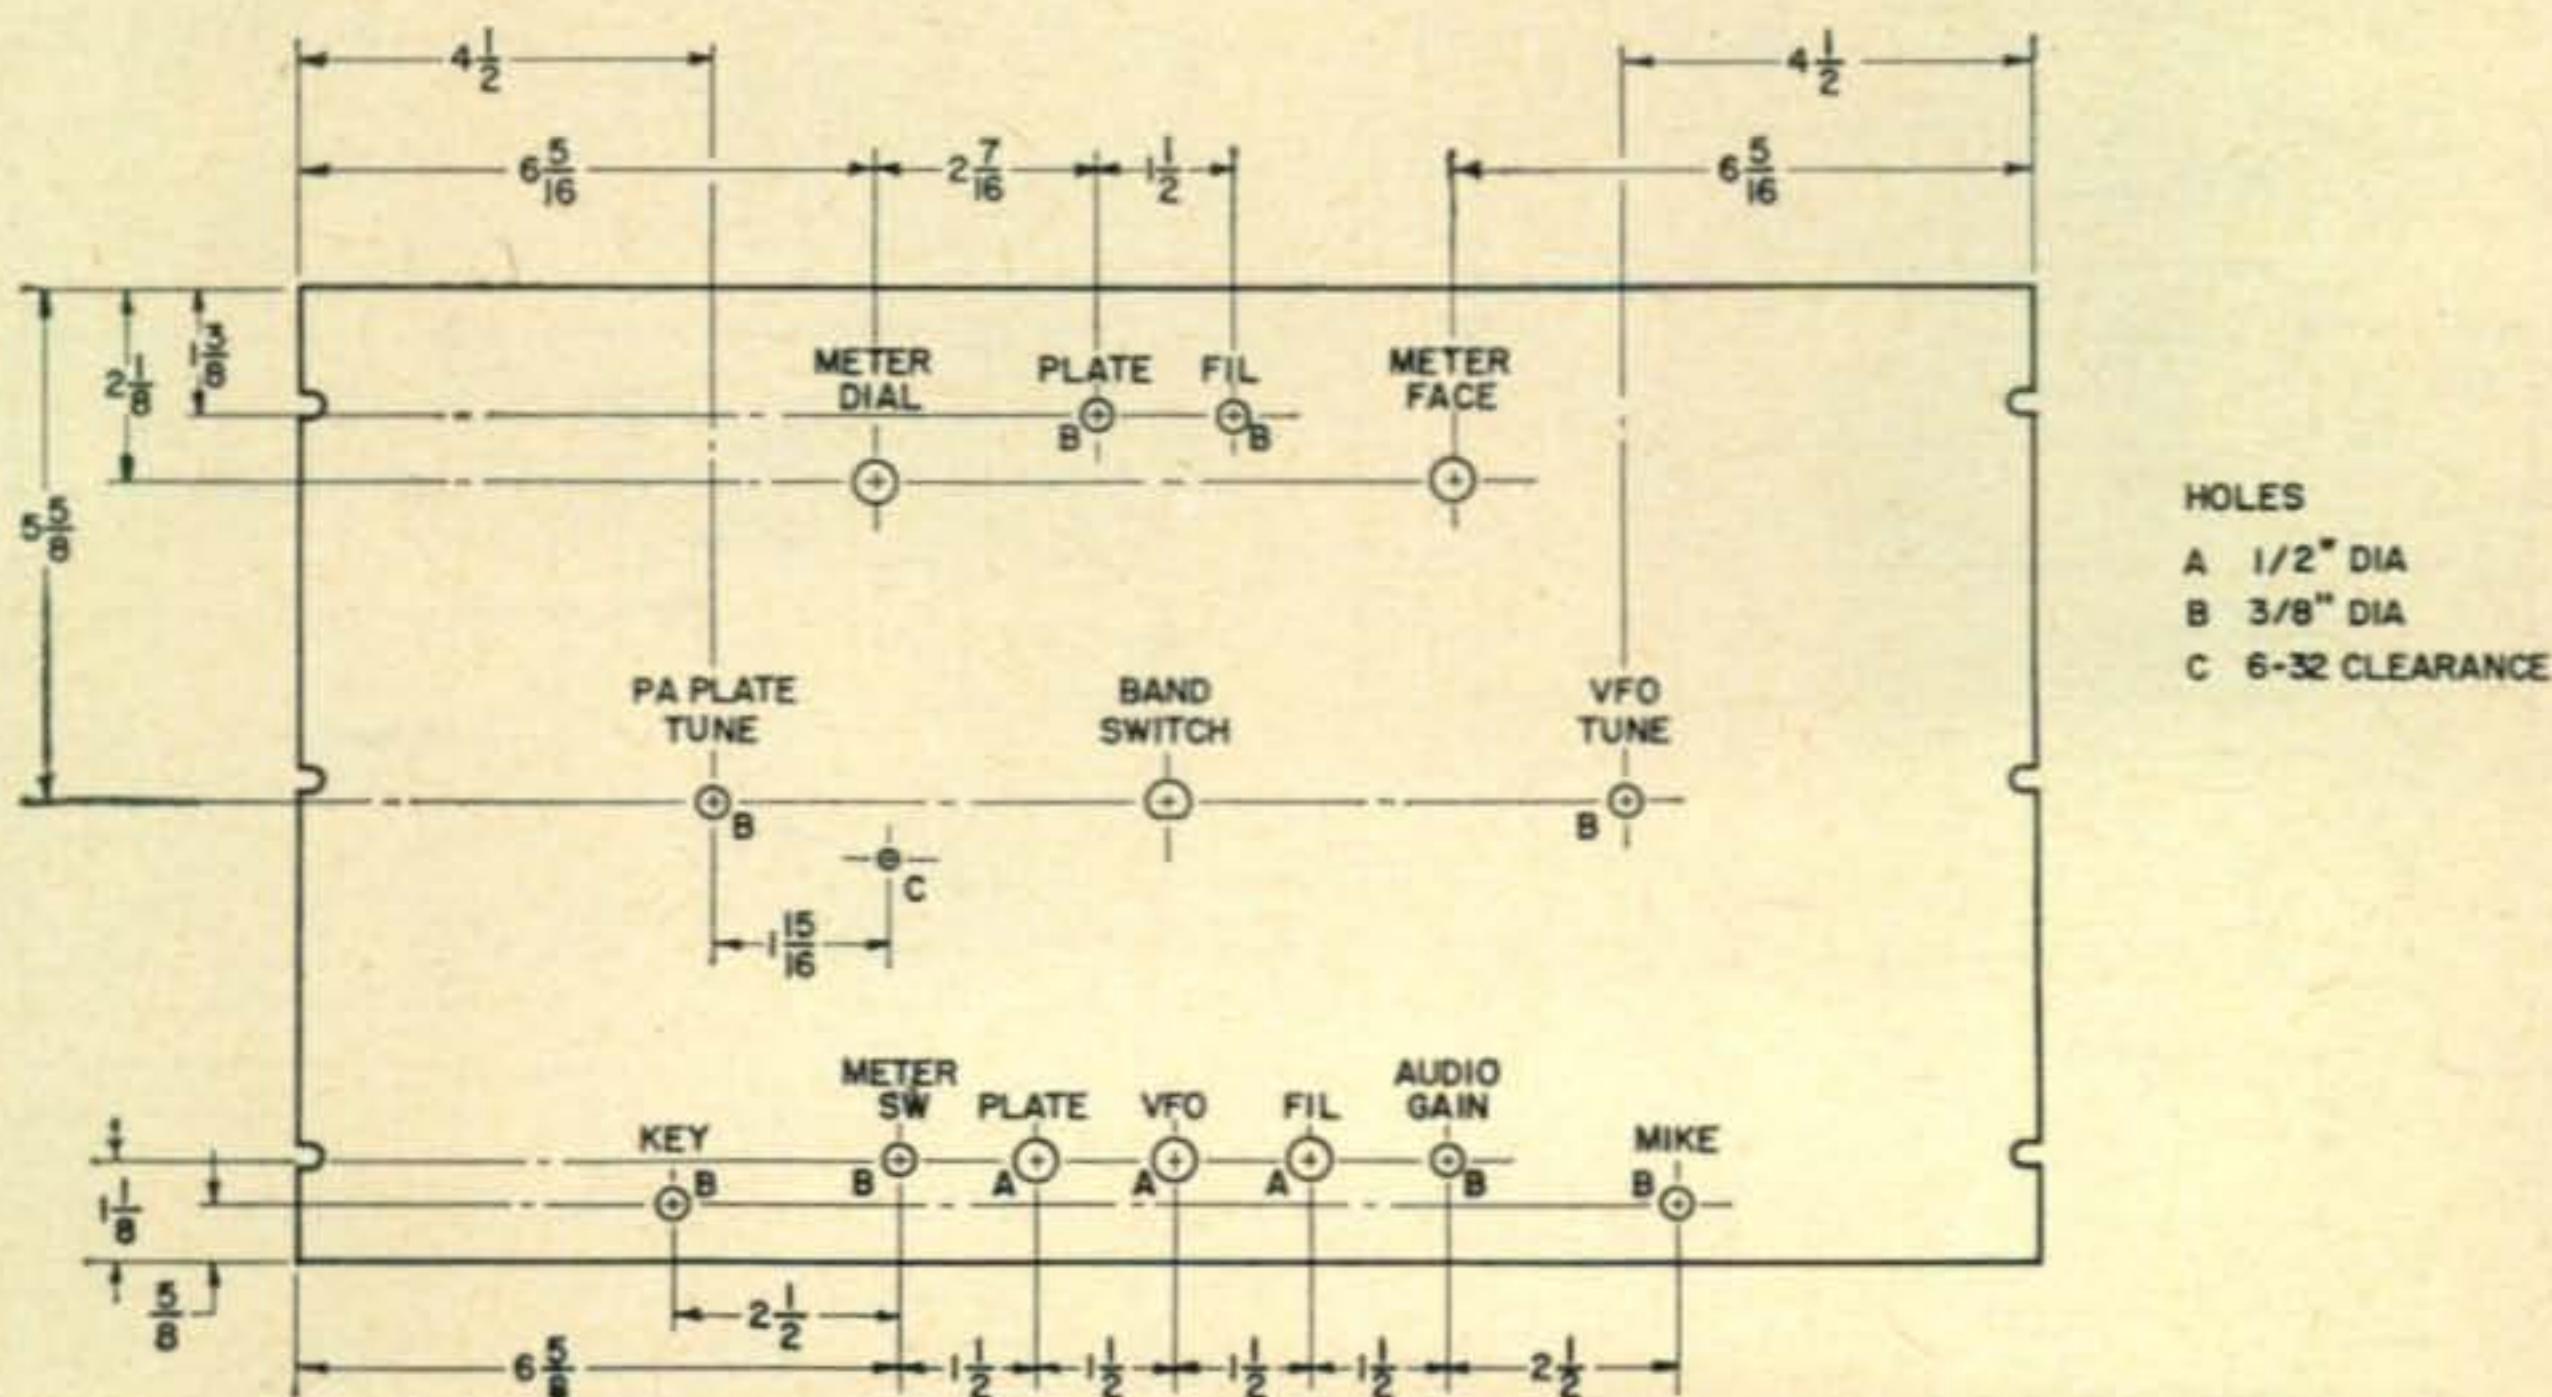 4 1/2
4 1/2
6 5/16
2 7/16
1 1/2
6 5/16
1 3/8
2 1/8
5 5/8
METER DIAL
PLATE
FIL
METER FACE
B
B
HOLES
A 1/2" DIA
B 3/8" DIA
C 6-32 CLEARANCE
PA PLATE TUNE
BAND SWITCH
VFO TUNE
B
B
C
1 15/16
METER SW
PLATE
VFO
FIL
AUDIO GAIN
KEY
MIKE
B
B
A
A
A
B
B
1 1/8
5/8
2 1/2
6 5/8
1 1/2
1 1/2
1 1/2
1 1/2
2 1/2